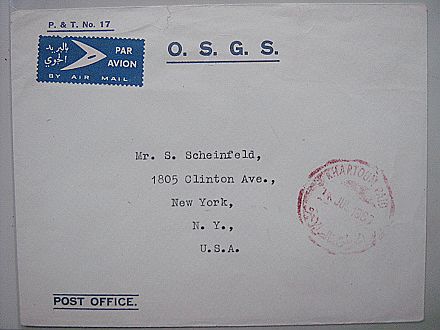 P. & T. No. 17
بالبريد
الجوي
PAR
AVION
BY AIR MAIL
O. S. G. S.
Mr. S. Scheinfeld,
1805 Clinton Ave.,
New York,
N. Y.,
U.S.A.
KHARTOUM PAID
POST OFFICE.